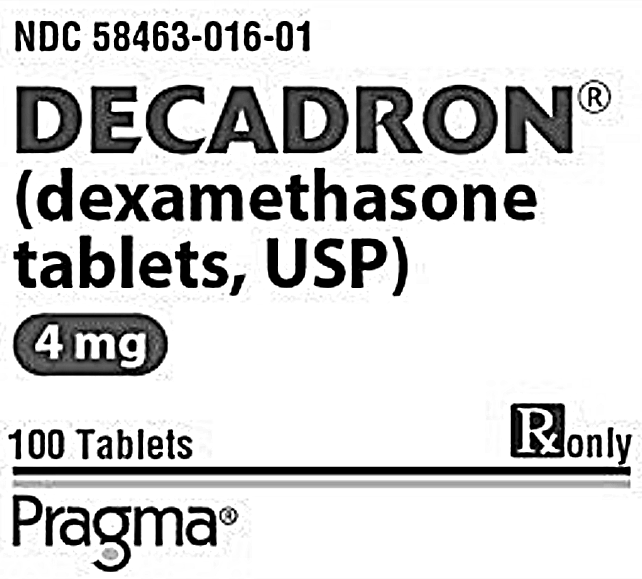 NDC 58463-016-01
DECADRON®
(dexamethasone
tablets, USP)
4 mg
100 Tablets
Rx only
Pragma®